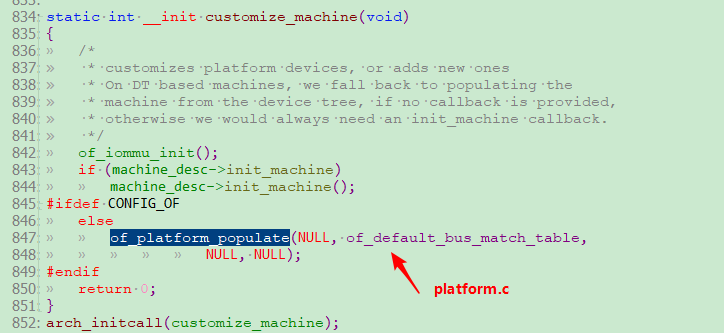 833:
834: static int __init customize_machine(void)
835: {
836: » /*
837: » * customizes platform devices, or adds new ones
838: » * On DT based machines, we fall back to populating the
839: » * machine from the device tree, if no callback is provided,
840: » * otherwise we would always need an init_machine callback.
841: » */
842: » of_iommu_init();
843: » if (machine_desc->init_machine)
844: » » machine_desc->init_machine();
845: #ifdef CONFIG_OF
846: » else
847: » » of_platform_populate(NULL, of_default_bus_match_table,
848: » » » » » NULL, NULL);
849: #endif
850: » return 0;
851: }
852: arch_initcall(customize_machine);
platform.c